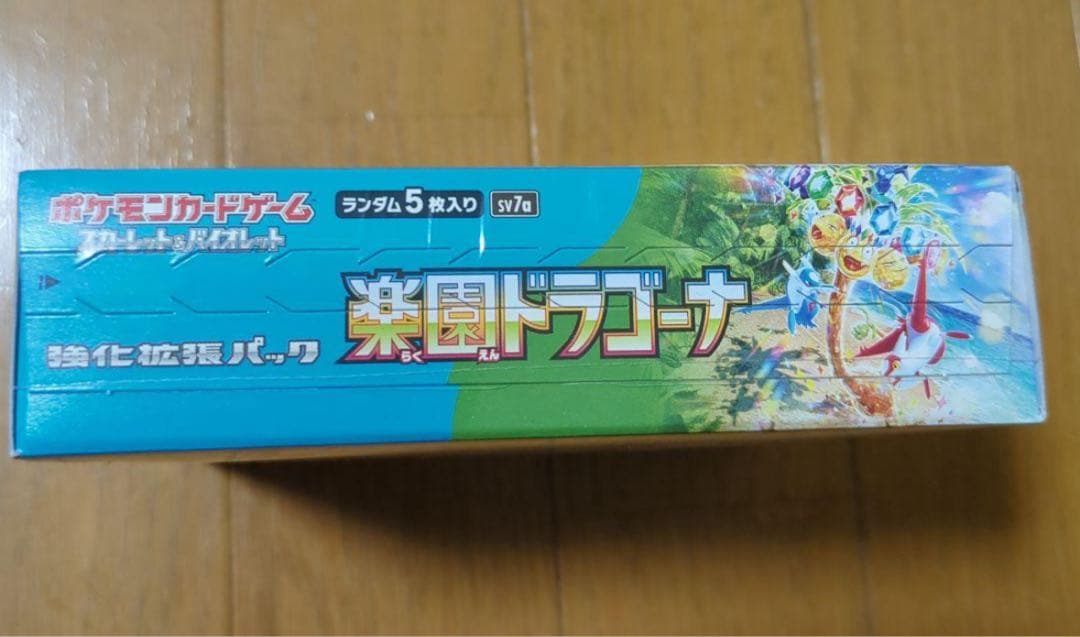 ポケモンカードゲーム
スカーレット&バイオレット
ランダム5枚入り
SV7a
強化拡張パック
楽園ドラゴーナ
らく えん